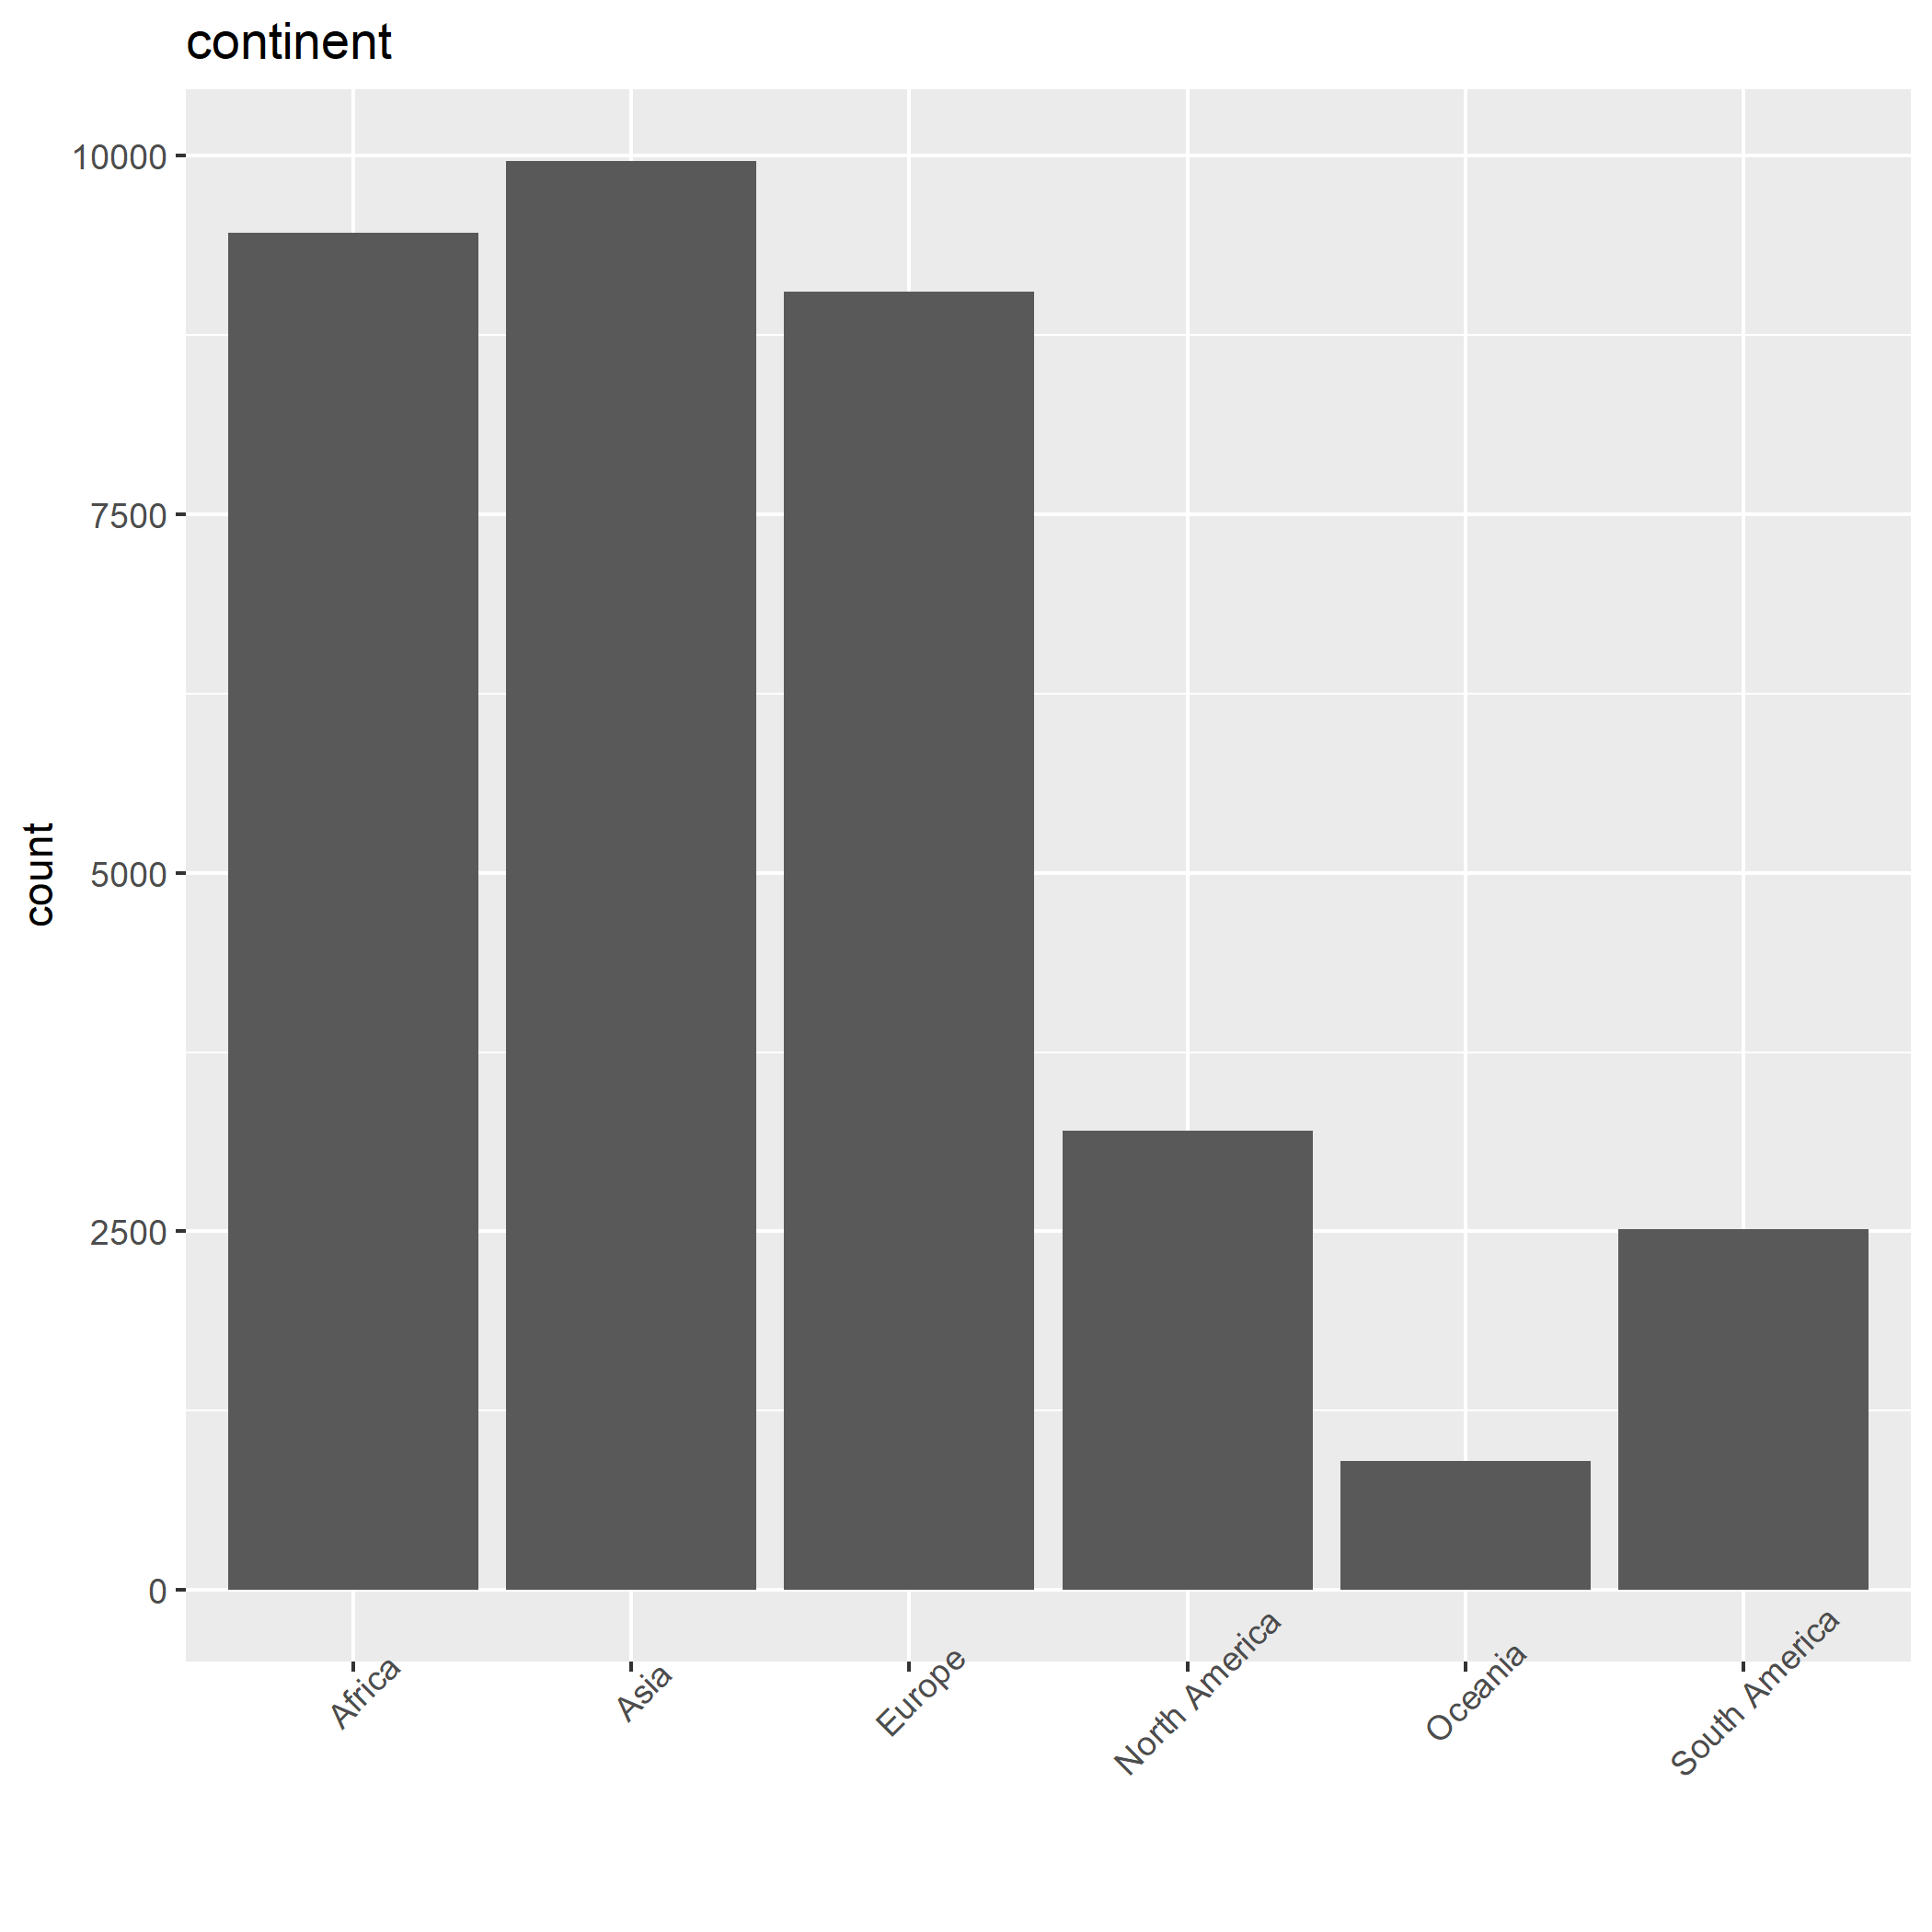 continent
10000
7500
5000
2500
0
count
Africa
Asia
Europe
North America
Oceania
South America